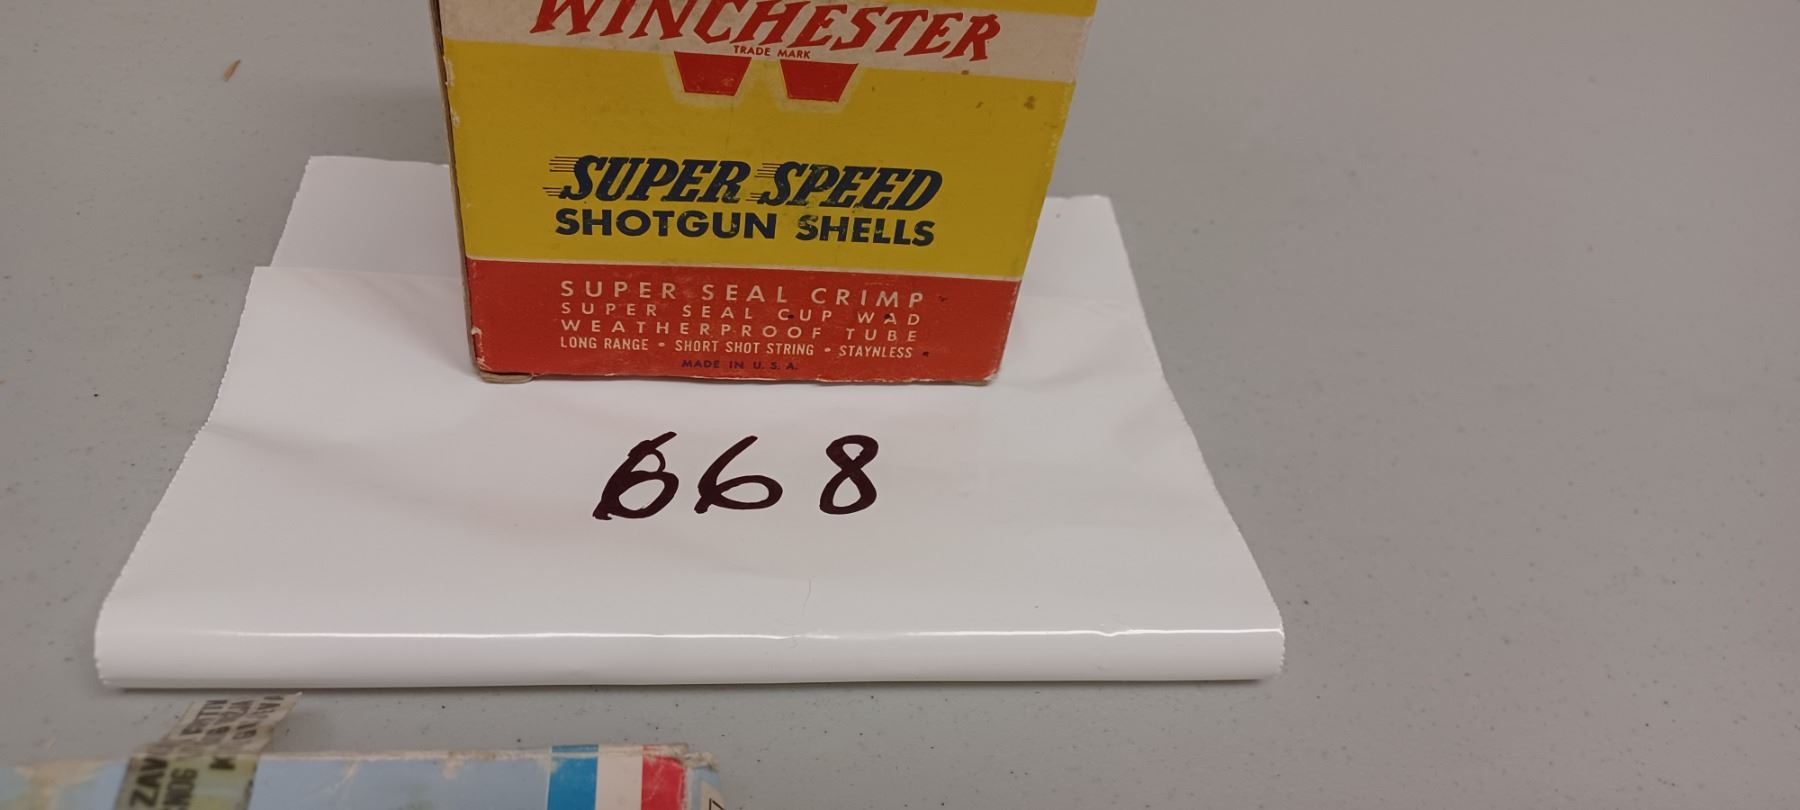 WINCHESTER
TRADE MARK
SUPER SPEED
SHOTGUN SHELLS
SUPER SEAL CRIMP
SUPER SEAL CUP WAD
WEATHERPROOF TUBE
LONG RANGE • SHORT SHOT STRING • STAYNLESS
MADE IN U. S. A.
668
ZAV